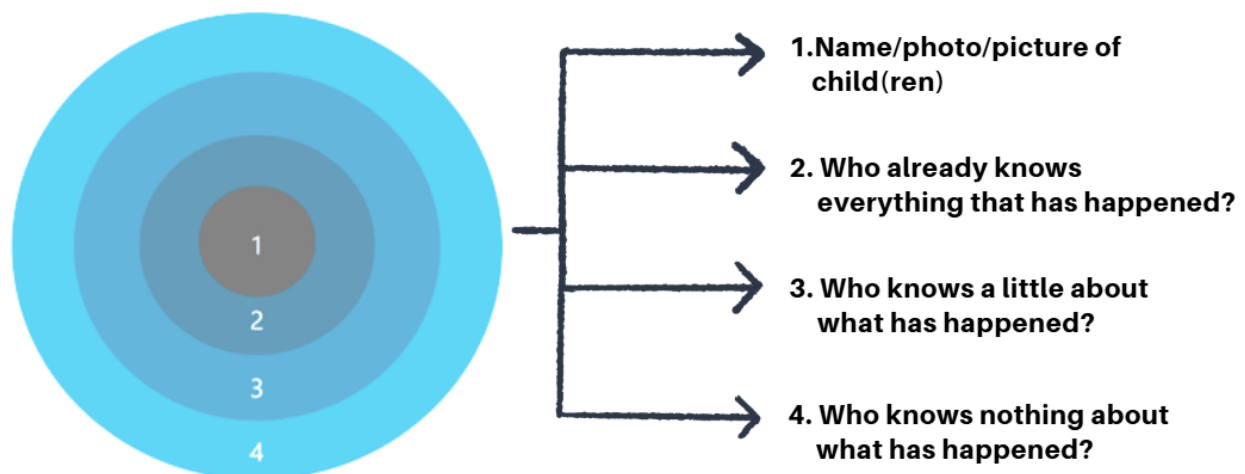 1
2
3
4
1.Name/photo/picture of
child(ren)
2. Who already knows
everything that has happened?
3. Who knows a little about
what has happened?
4. Who knows nothing about
what has happened?